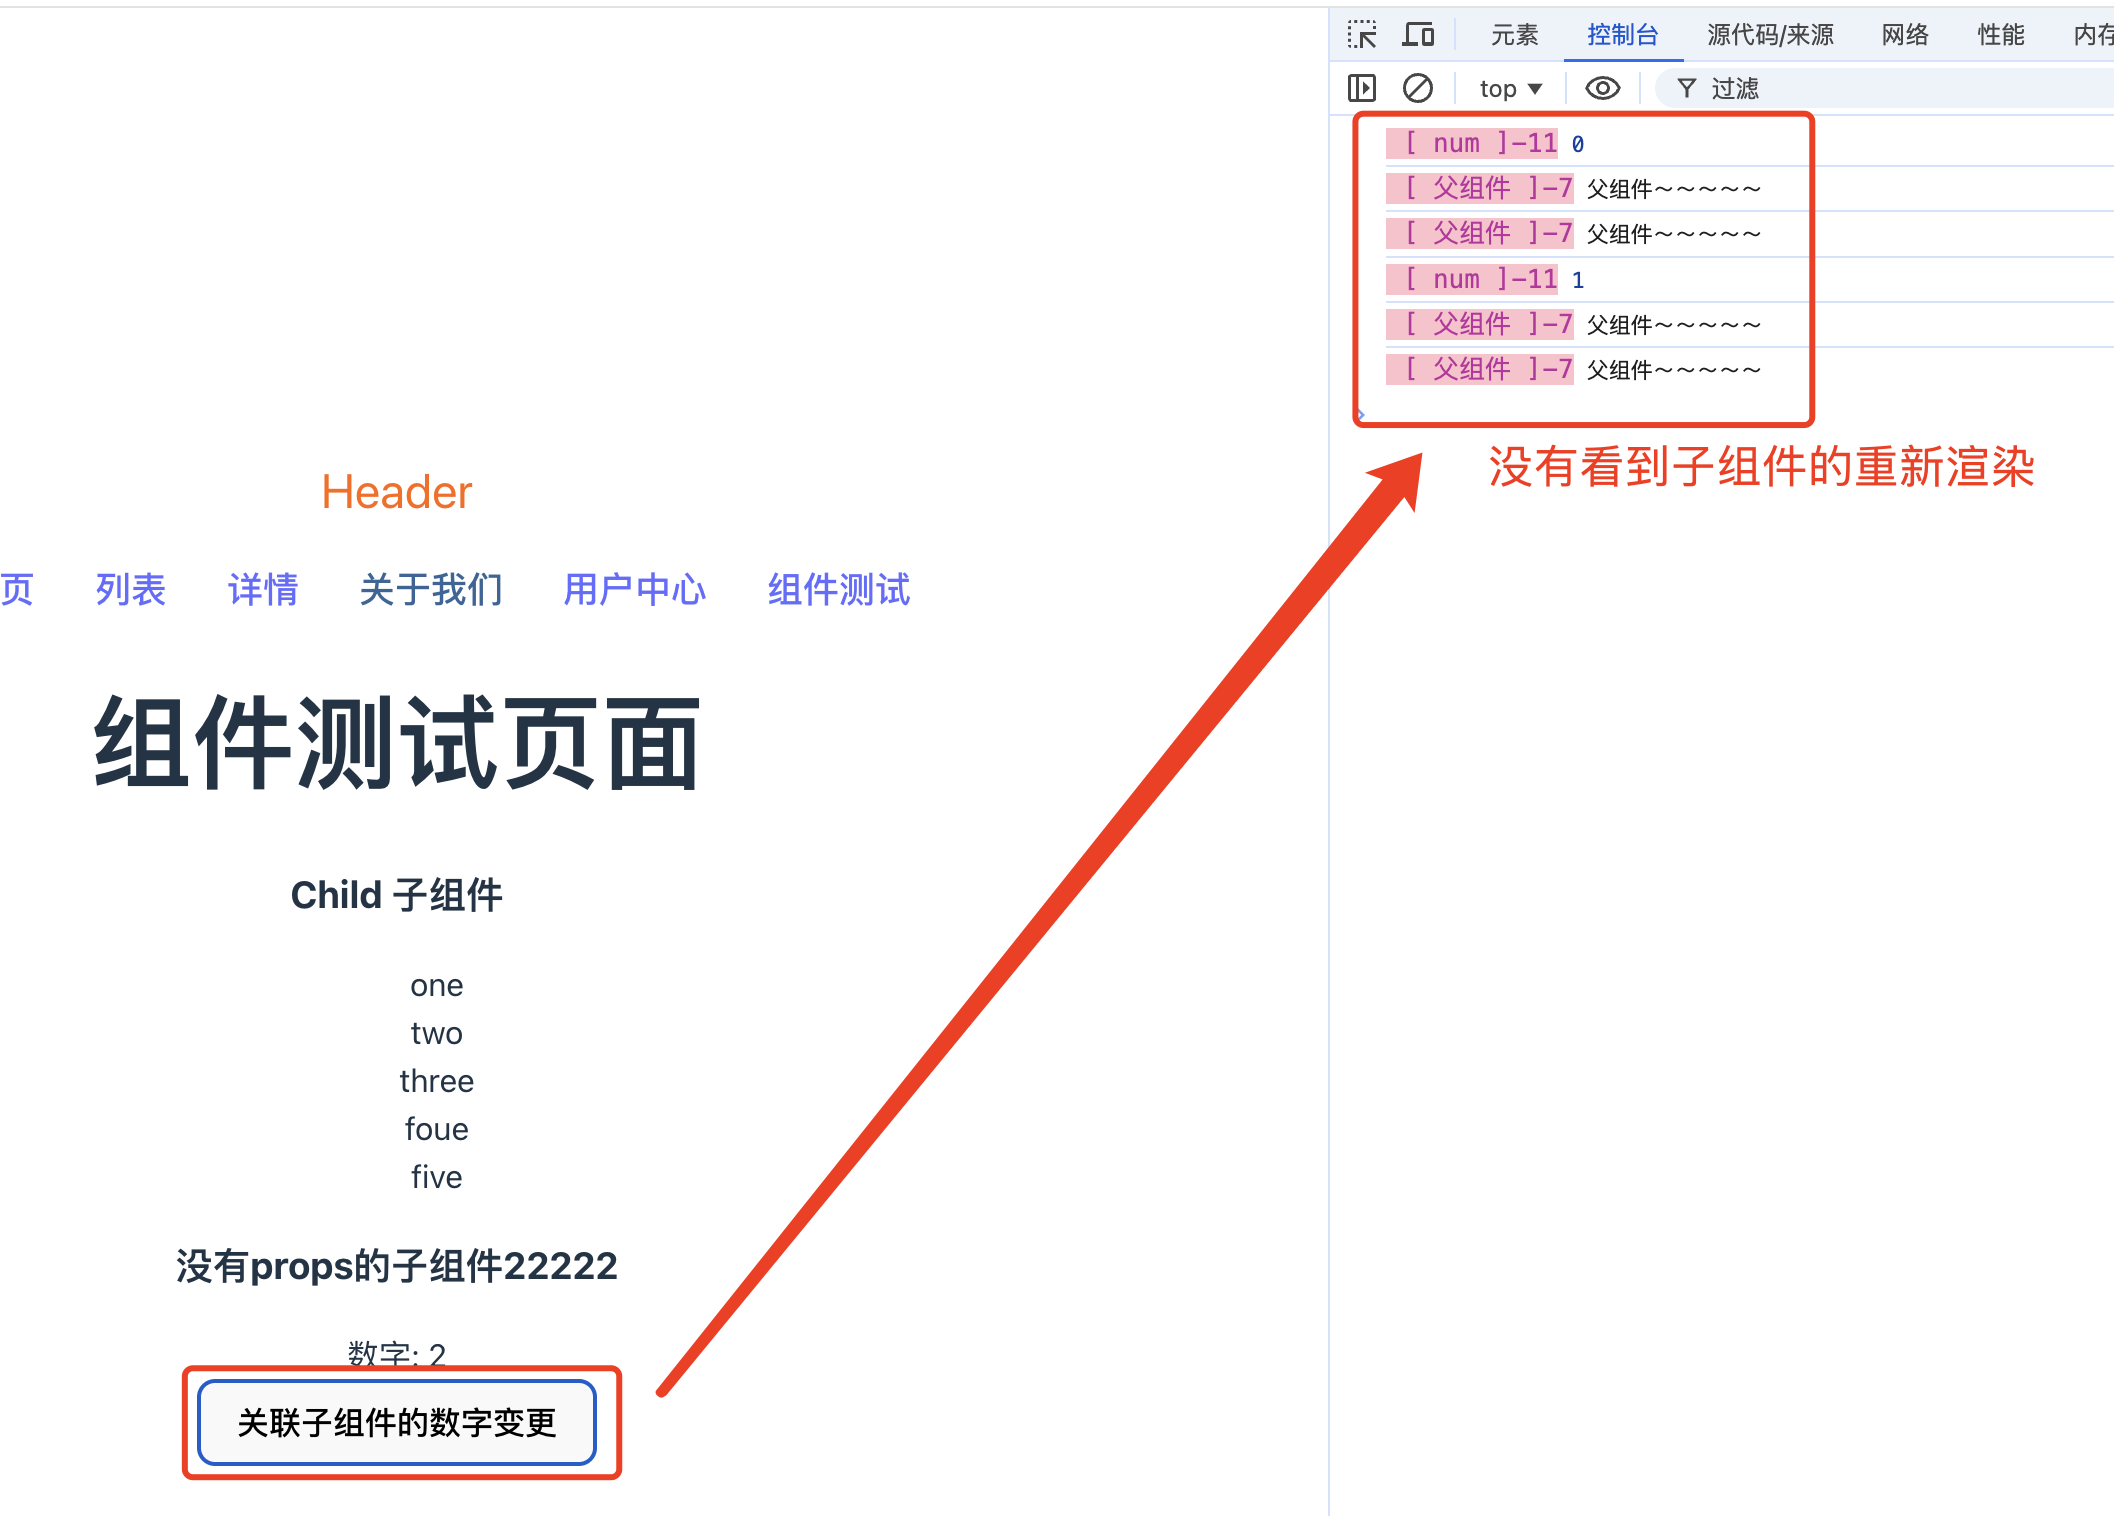 元素 控制台 源代码/来源 网络 性能 内存
top ▼ 过滤
[ num ]-11 0
[ 父组件 ]-7 父组件~~~~~
[ 父组件 ]-7 父组件~~~~~
[ num ]-11 1
[ 父组件 ]-7 父组件~~~~~
[ 父组件 ]-7 父组件~~~~~
没有看到子组件的重新渲染
Header
页 列表 详情 关于我们 用户中心 组件测试
组件测试页面
Child 子组件
one
two
three
foue
five
没有props的子组件22222
数字: 2
关联子组件的数字变更